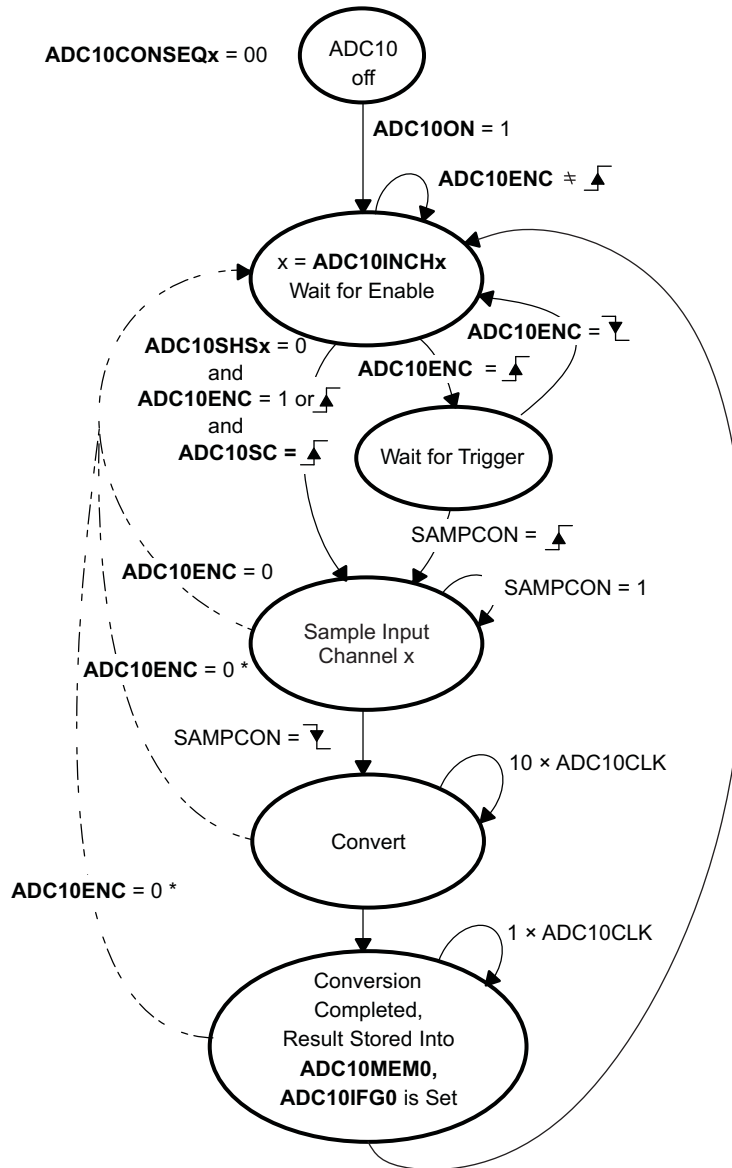 ADC10CONSEQx = 00
ADC10
off
ADC10ON = 1
ADC10ENC ≠
x = ADC10INCHx
Wait for Enable
ADC10SHSx = 0
and
ADC10ENC = 1 or
and
ADC10SC =
ADC10ENC =
ADC10ENC =
Wait for Trigger
SAMPCON =
ADC10ENC = 0
SAMPCON = 1
Sample Input
Channel x
ADC10ENC = 0 *
SAMPCON =
10 × ADC10CLK
Convert
ADC10ENC = 0 *
1 × ADC10CLK
Conversion
Completed,
Result Stored Into
ADC10MEM0,
ADC10IFG0 is Set